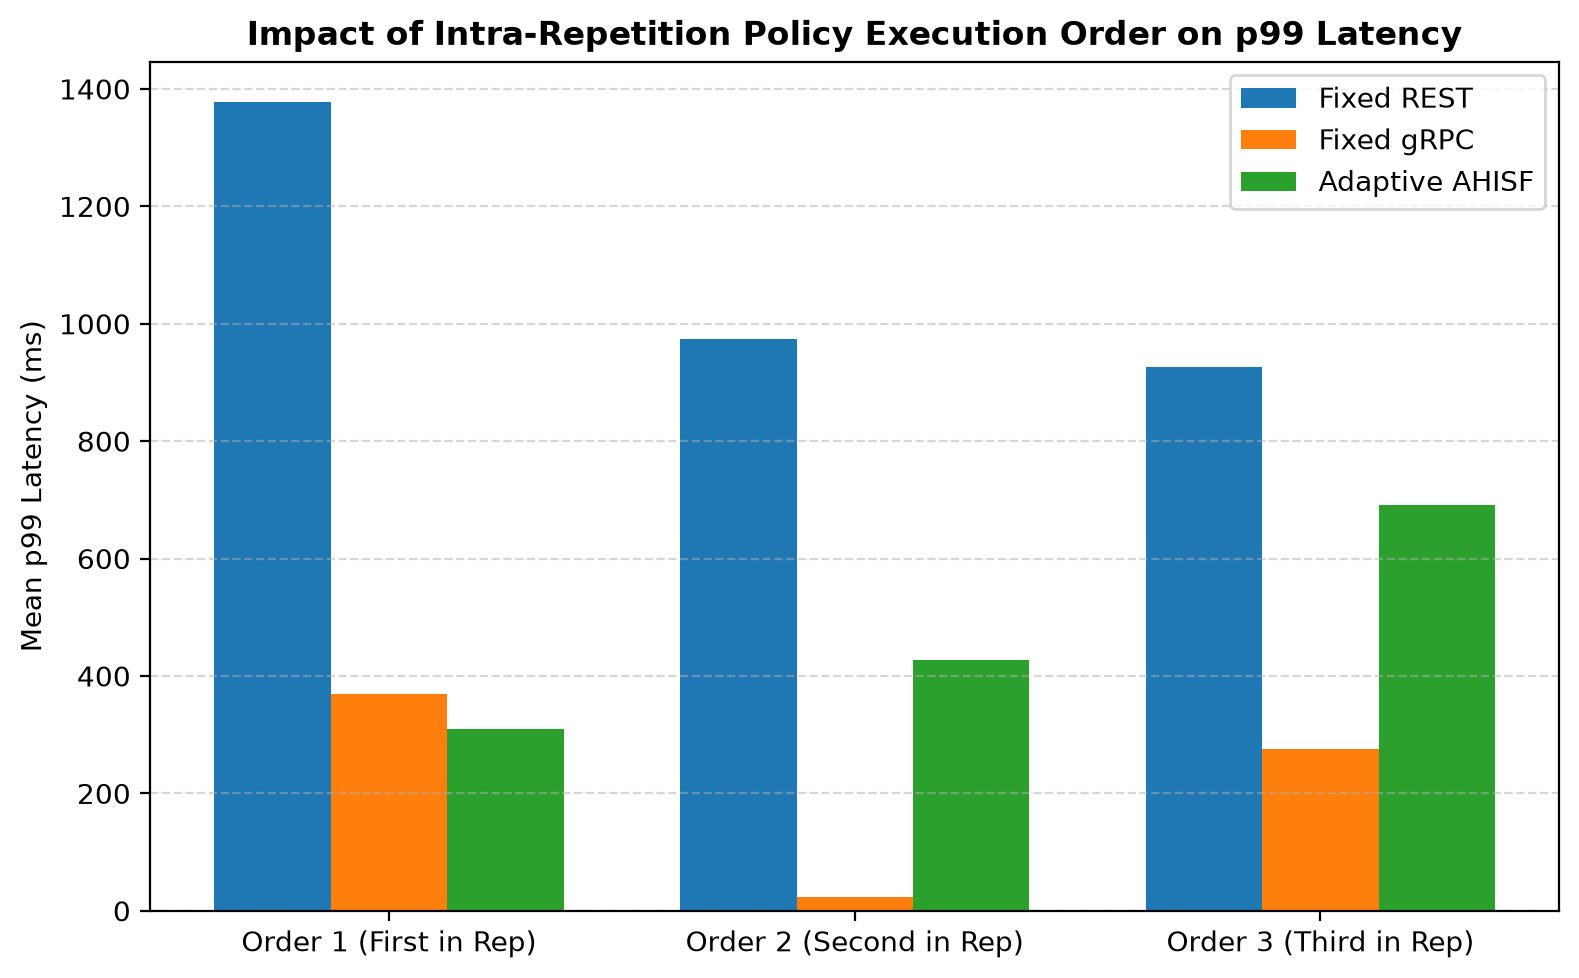 Impact of Intra-Repetition Policy Execution Order on p99 Latency
Fixed REST
Fixed gRPC
Adaptive AHISF
Mean p99 Latency (ms)
1400
1200
1000
800
600
400
200
0
Order 1 (First in Rep)
Order 2 (Second in Rep)
Order 3 (Third in Rep)